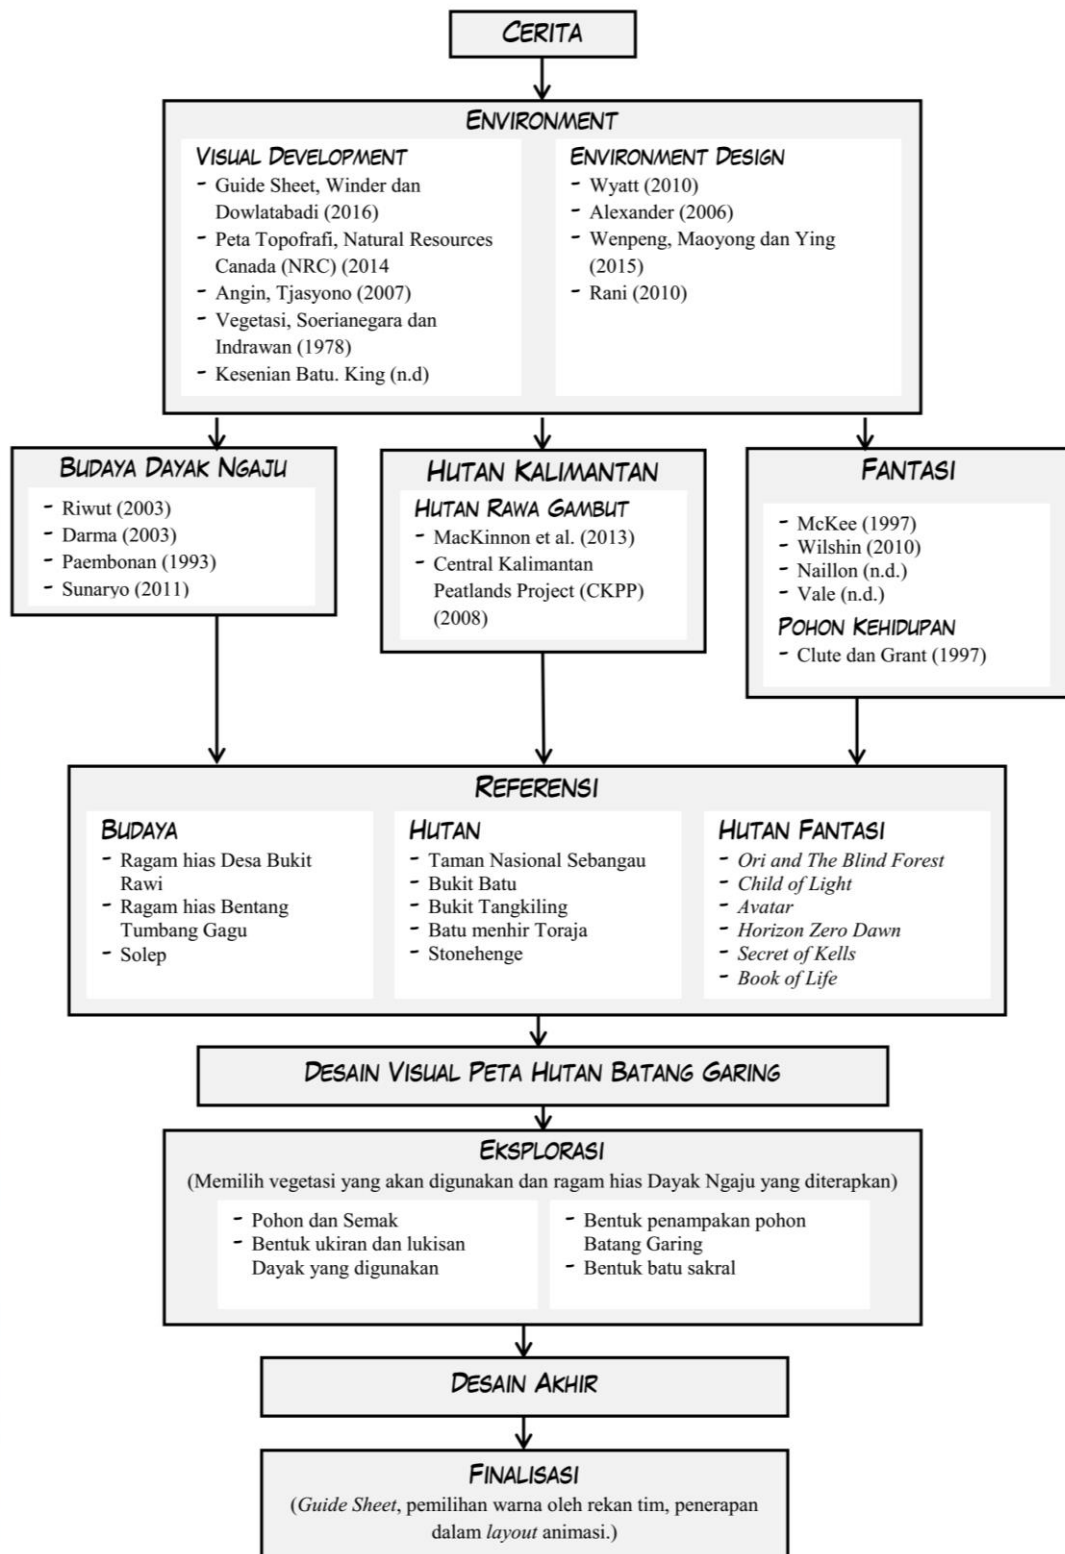 CERITA
ENVIRONMENT
VISUAL DEVELOPMENT
- Guide Sheet, Winder dan
Dowlatabadi (2016)
- Peta Topofrafi, Natural Resources
Canada (NRC) (2014
- Angin, Tjasyono (2007)
- Vegetasi, Soerianegara dan
Indrawan (1978)
- Kesenian Batu. King (n.d)
ENVIRONMENT DESIGN
- Wyatt (2010)
- Alexander (2006)
- Wenpeng, Maoyong dan Ying
(2015)
- Rani (2010)
BUDAYA DAYAK NGAJU
- Riwut (2003)
- Darma (2003)
- Paembonan (1993)
- Sunaryo (2011)
HUTAN KALIMANTAN
HUTAN RAWA GAMBUT
- MacKinnon et al. (2013)
- Central Kalimantan
Peatlands Project (CKPP)
(2008)
FANTASI
- McKee (1997)
- Wilshin (2010)
- Naillon (n.d.)
- Vale (n.d.)
POHON KEHIDUPAN
- Clute dan Grant (1997)
REFERENSI
BUDAYA
- Ragam hias Desa Bukit
Rawi
- Ragam hias Bentang
Tumbang Gagu
- Solep
HUTAN
- Taman Nasional Sebangau
- Bukit Batu
- Bukit Tangkiling
- Batu menhir Toraja
- Stonehenge
HUTAN FANTASI
- Ori and The Blind Forest
- Child of Light
- Avatar
- Horizon Zero Dawn
- Secret of Kells
- Book of Life
DESAIN VISUAL PETA HUTAN BATANG GARING
EKSPLORASI
(Memilih vegetasi yang akan digunakan dan ragam hias Dayak Ngaju yang diterapkan)
- Pohon dan Semak
- Bentuk ukiran dan lukisan
Dayak yang digunakan
- Bentuk penampakan pohon
Batang Garing
- Bentuk batu sakral
DESAIN AKHIR
FINALISASI
(Guide Sheet, pemilihan warna oleh rekan tim, penerapan
dalam layout animasi.)